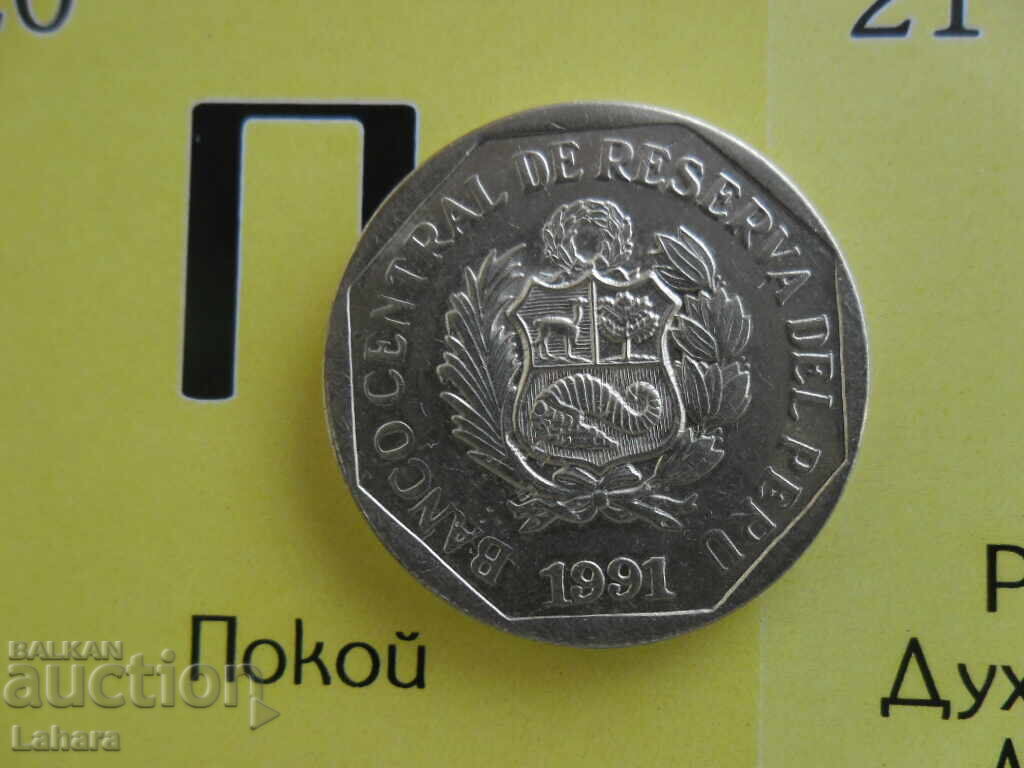 20
21
П
BANCO CENTRAL DE RESERVA DEL PERU
1991
Покой
Р
Дух
BALKAN
auction
Lahara